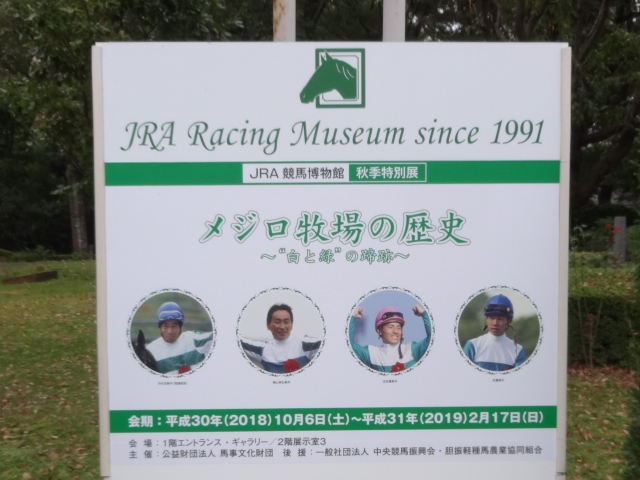 JRA Racing Museum since 1991
JRA 競馬博物館 秋季特別展
メジロ牧場の歴史
～“白と緑”の蹄跡～
会期：平成30年(2018)10月6日(土)～平成31年(2019)2月17日(日)
会 場：1階エントランス・ギャラリー／2階展示室3
主 催：公益財団法人 馬事文化財団 後 援：一般社団法人 中央競馬振興会・胆振軽種馬農業協同組合